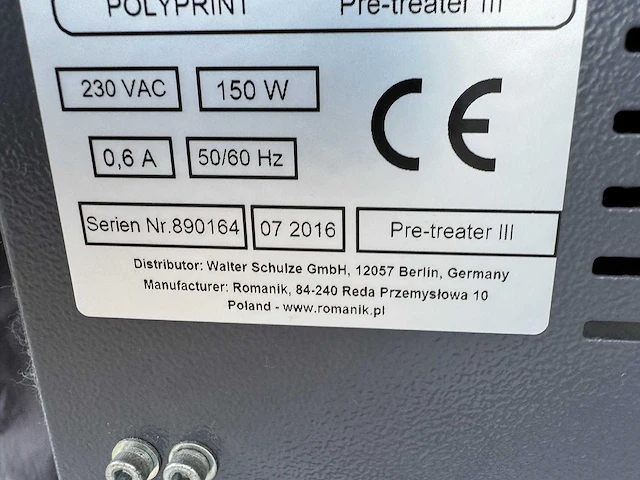 POLYPRINT Pre-treater III
230 VAC 150 W
CE
0,6 A 50/60 Hz
Serien Nr.890164 07 2016 Pre-treater III
Distributor: Walter Schulze GmbH, 12057 Berlin, Germany
Manufacturer: Romanik, 84-240 Reda Przemysłowa 10
Poland - www.romanik.pl